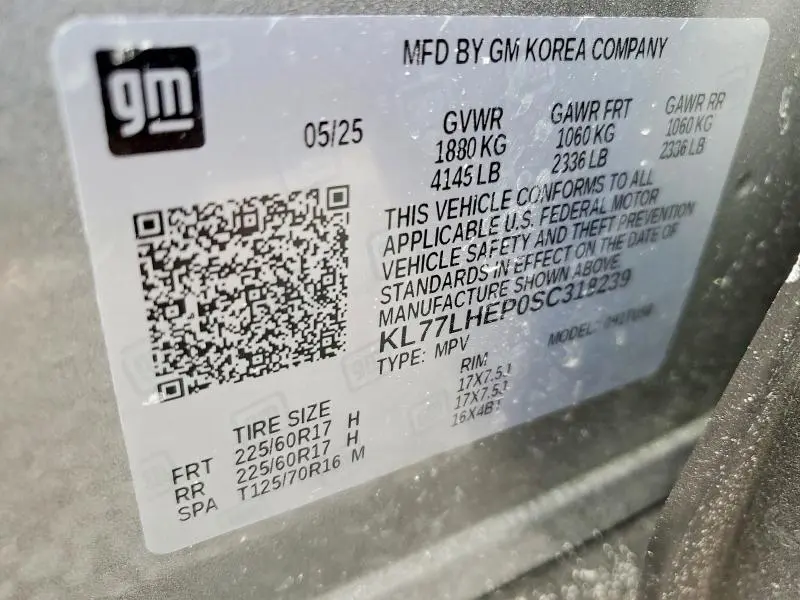 gm
MFD BY GM KOREA COMPANY
05/25
GVWR
1880 KG
4145 LB
GAWR FRT
1060 KG
2336 LB
GAWR RR
1060 KG
2336 LB
THIS VEHICLE CONFORMS TO ALL
APPLICABLE U.S. FEDERAL MOTOR
VEHICLE SAFETY AND THEFT PREVENTION
STANDARDS IN EFFECT ON THE DATE OF
MANUFACTURE SHOWN ABOVE
KL77LHEP0SC318239
TYPE: MPV
MODEL:
TIRE SIZE
RIM
FRT 225/60R17 H 17X7.5J
RR 225/60R17 H 17X7.5J
SPA T125/70R16 M 16X4BT